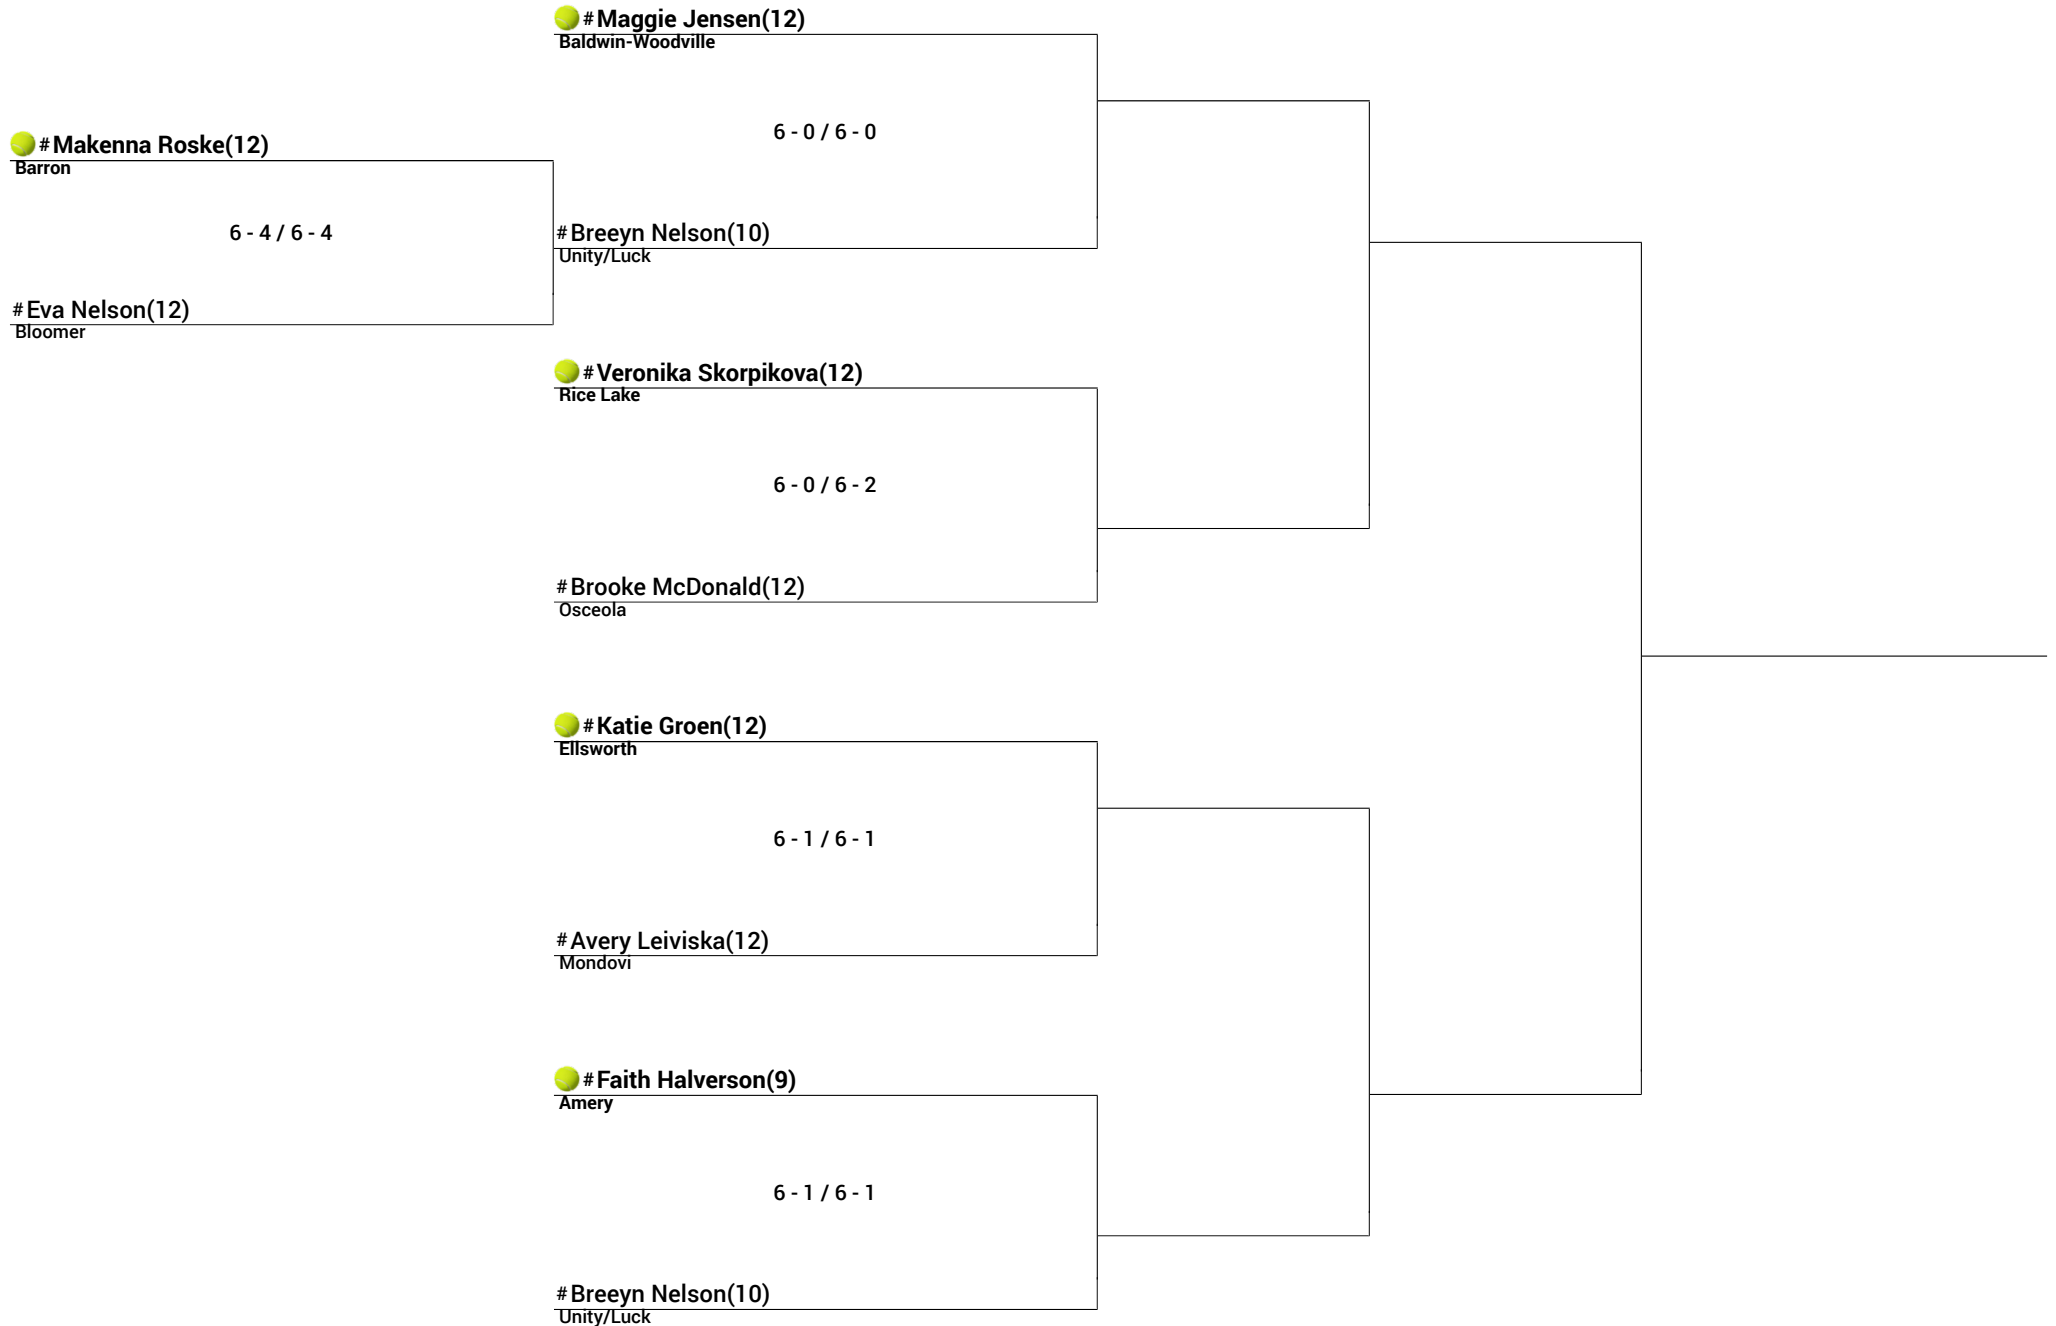 #Maggie Jensen(12)
Baldwin-Woodville
6 - 0 / 6 - 0
#Makenna Roske(12)
Barron
6 - 4 / 6 - 4
#Breeyn Nelson(10)
Unity/Luck
#Eva Nelson(12)
Bloomer
#Veronika Skorpikova(12)
Rice Lake
6 - 0 / 6 - 2
#Brooke McDonald(12)
Osceola
#Katie Groen(12)
Ellsworth
6 - 1 / 6 - 1
#Avery Leiviska(12)
Mondovi
#Faith Halverson(9)
Amery
6 - 1 / 6 - 1
#Breeyn Nelson(10)
Unity/Luck